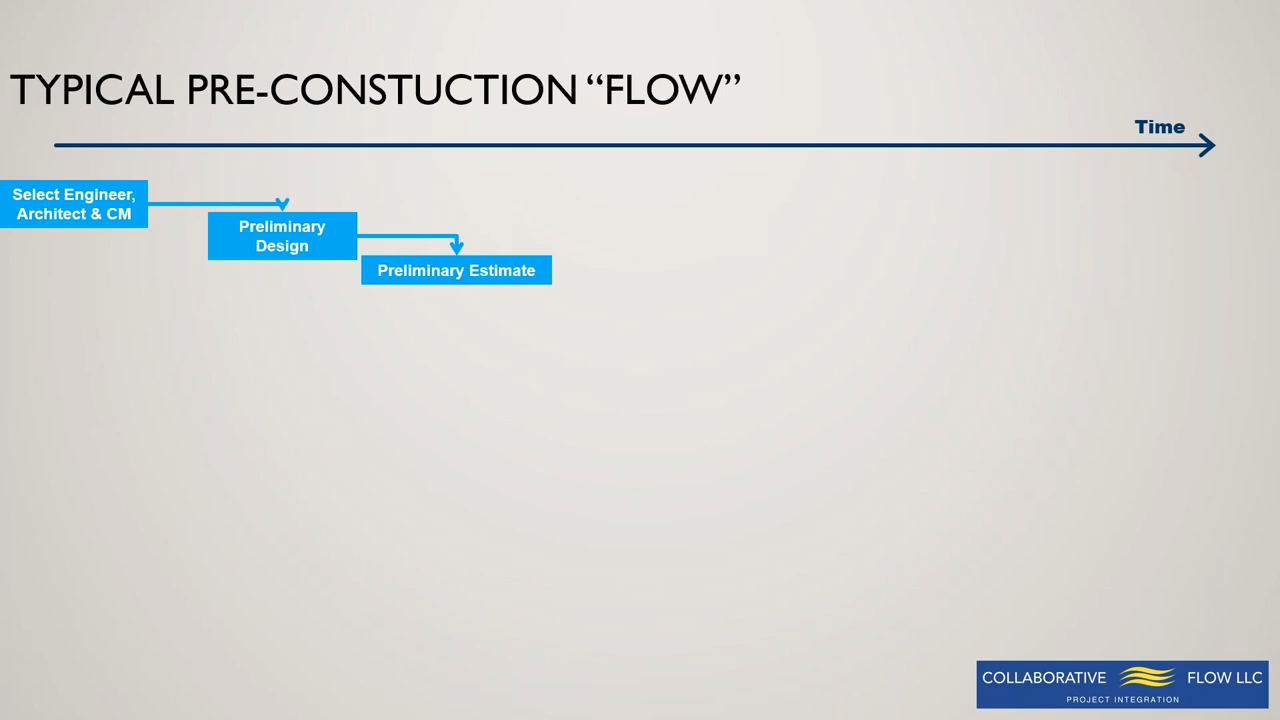 TYPICAL PRE-CONSTUCTION “FLOW”
Time
Select Engineer,
Architect & CM
Preliminary
Design
Preliminary Estimate
COLLABORATIVE FLOW LLC
PROJECT INTEGRATION